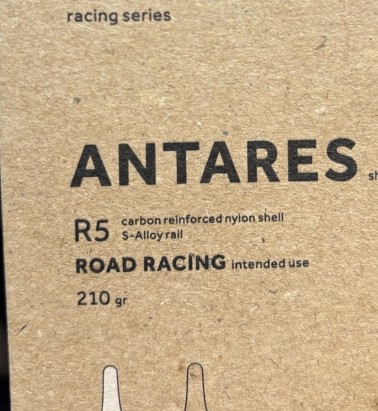 racing series
ANTARES
R5 carbon reinforced nylon shell
S-Alloy rail
ROAD RACING intended use
210 gr